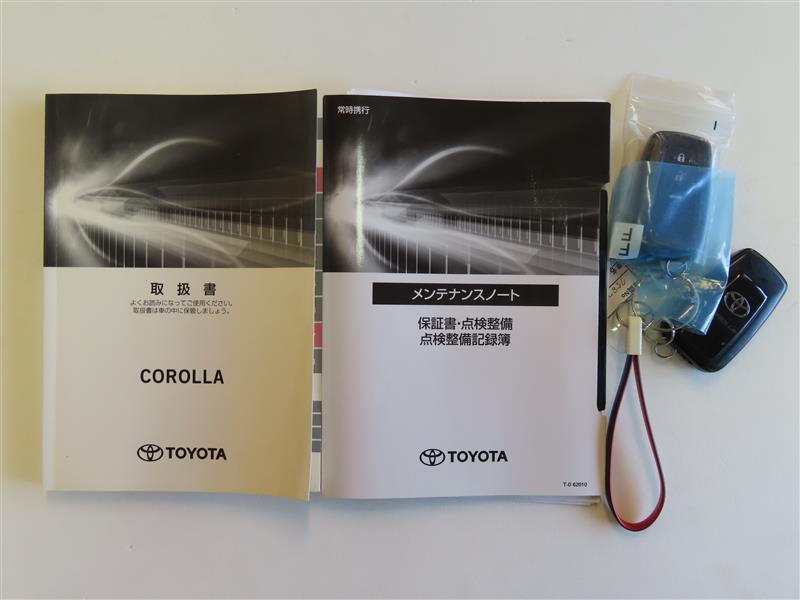 取扱書
よくお読みになってご使用ください。
取扱書は車の中に保管しましょう。
COROLLA
TOYOTA
常時携行
メンテナンスノート
保証書・点検整備
点検整備記録簿
TOYOTA
T-0 62010